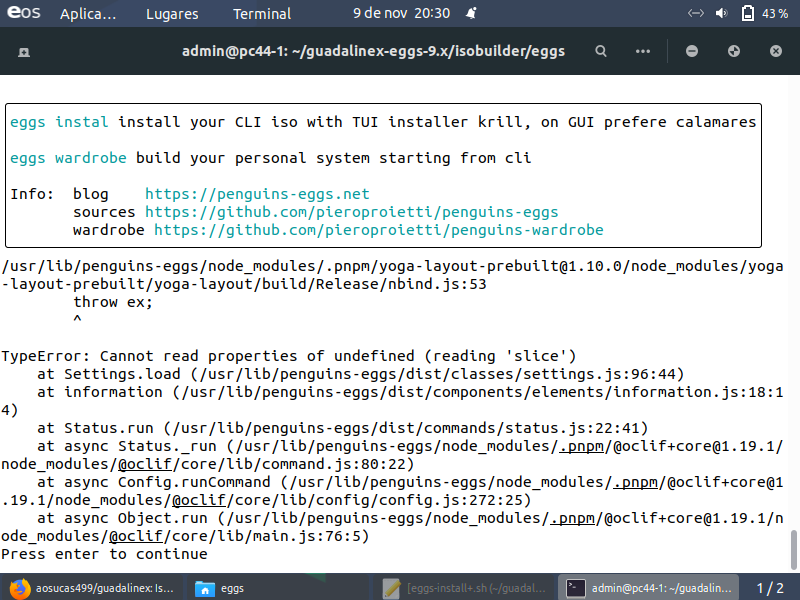 eos Aplica… Lugares Terminal 9 de nov 20:30 43 %
admin@pc44-1: ~/guadalinex-eggs-9.x/isobuilder/eggs
eggs instal install your CLI iso with TUI installer krill, on GUI prefere calamares
eggs wardrobe build your personal system starting from cli
Info: blog https://penguins-eggs.net
sources https://github.com/pieroproietti/penguins-eggs
wardrobe https://github.com/pieroproietti/penguins-wardrobe
/usr/lib/penguins-eggs/node_modules/.pnpm/yoga-layout-prebuilt@1.10.0/node_modules/yoga
-layout-prebuilt/yoga-layout/build/Release/nbind.js:53
throw ex;
^
TypeError: Cannot read properties of undefined (reading 'slice')
at Settings.load (/usr/lib/penguins-eggs/dist/classes/settings.js:96:44)
at information (/usr/lib/penguins-eggs/dist/components/elements/information.js:18:1
4)
at Status.run (/usr/lib/penguins-eggs/dist/commands/status.js:22:41)
at async Status._run (/usr/lib/penguins-eggs/node_modules/.pnpm/@oclif+core@1.19.1/
node_modules/@oclif/core/lib/command.js:80:22)
at async Config.runCommand (/usr/lib/penguins-eggs/node_modules/.pnpm/@oclif+core@1
.19.1/node_modules/@oclif/core/lib/config/config.js:272:25)
at async Object.run (/usr/lib/penguins-eggs/node_modules/.pnpm/@oclif+core@1.19.1/n
ode_modules/@oclif/core/lib/main.js:76:5)
Press enter to continue
aosucas499/guadalinex: Is… eggs [eggs-install+.sh (~/guadal… admin@pc44-1: ~/guadalin… 1 / 2